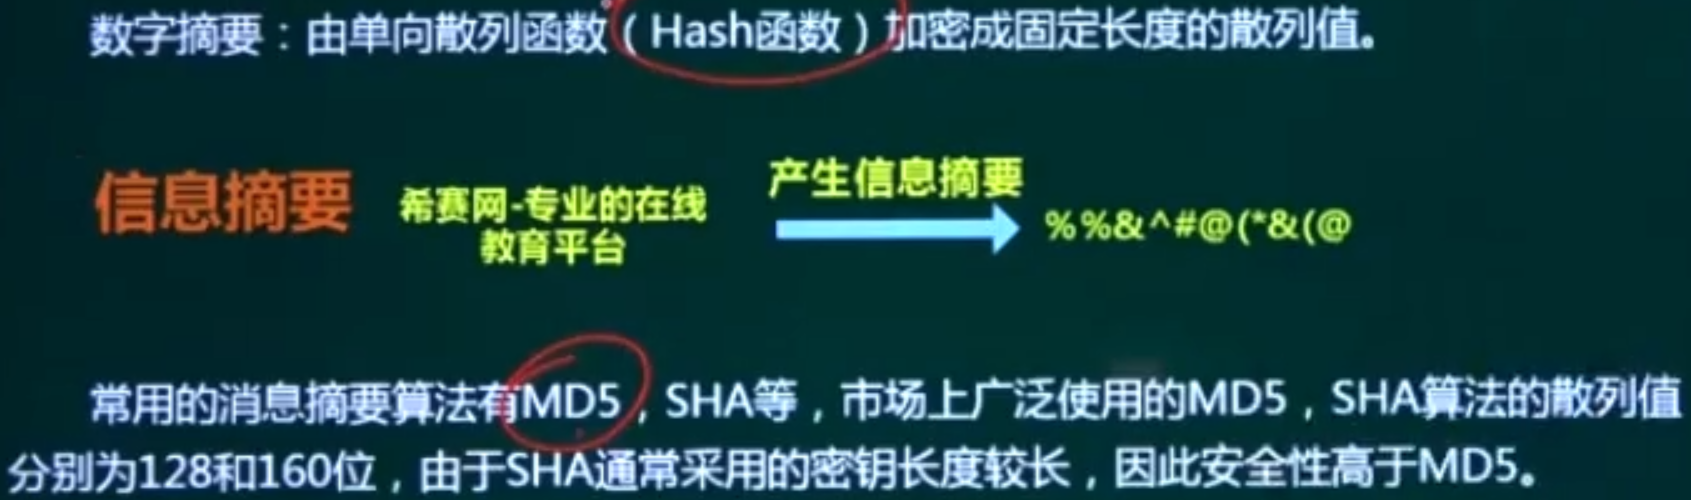 数字摘要：由单向散列函数（Hash函数）加密成固定长度的散列值。
信息摘要
希赛网-专业的在线
教育平台
产生信息摘要
%%&^#@(*&(@
常用的消息摘要算法有MD5，SHA等，市场上广泛使用的MD5，SHA算法的散列值
分别为128和160位，由于SHA通常采用的密钥长度较长，因此安全性高于MD5。